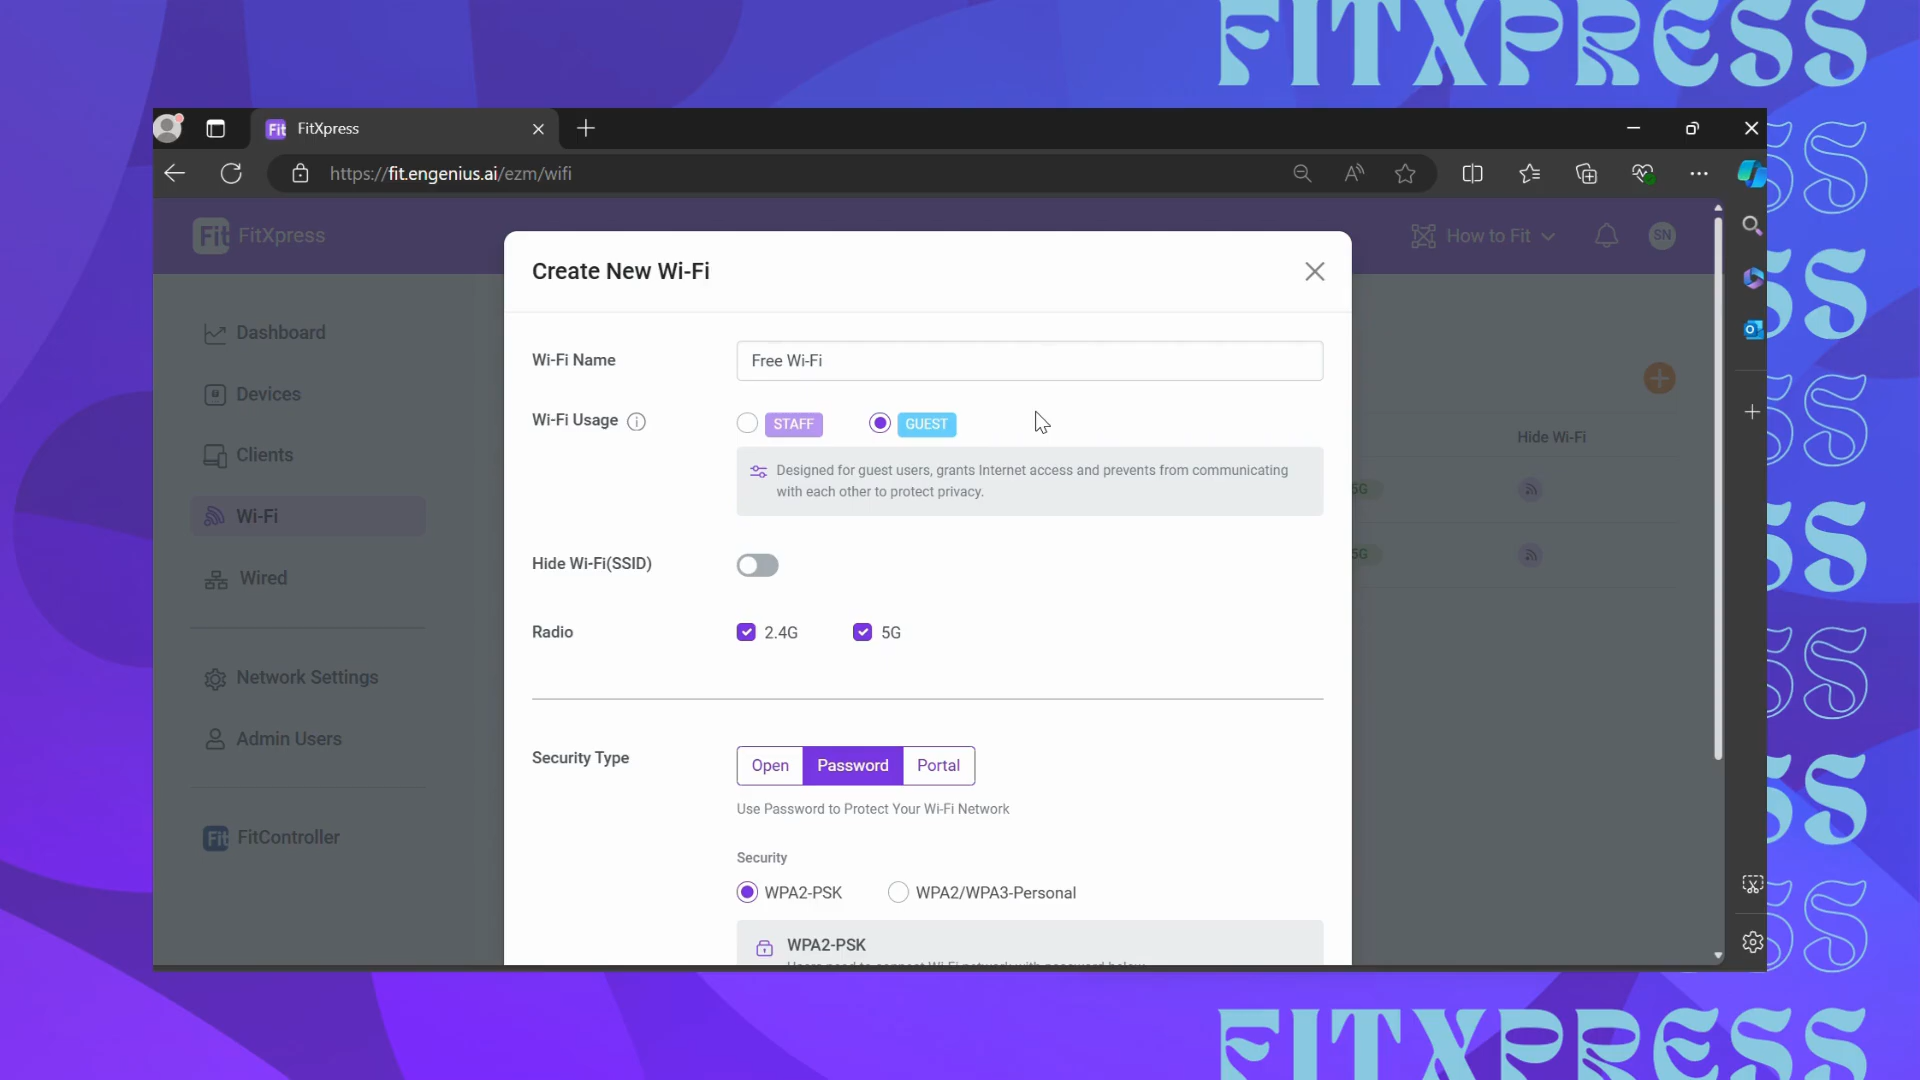 FITXPRESS
FitXpress
https://fit.engenius.ai/ezm/wifi
Fit FitXpress
How to Fit
SN
Create New Wi-Fi
Wi-Fi Name
Free Wi-Fi
Dashboard
Devices
Clients
Wi-Fi
Wired
Network Settings
Admin Users
Fit FitController
Wi-Fi Usage
STAFF
GUEST
Designed for guest users, grants Internet access and prevents from communicating
with each other to protect privacy.
Hide Wi-Fi
5G
5G
Hide Wi-Fi(SSID)
Radio
2.4G
5G
Security Type
Open
Password
Portal
Use Password to Protect Your Wi-Fi Network
Security
WPA2-PSK
WPA2/WPA3-Personal
WPA2-PSK
FITXPRESS